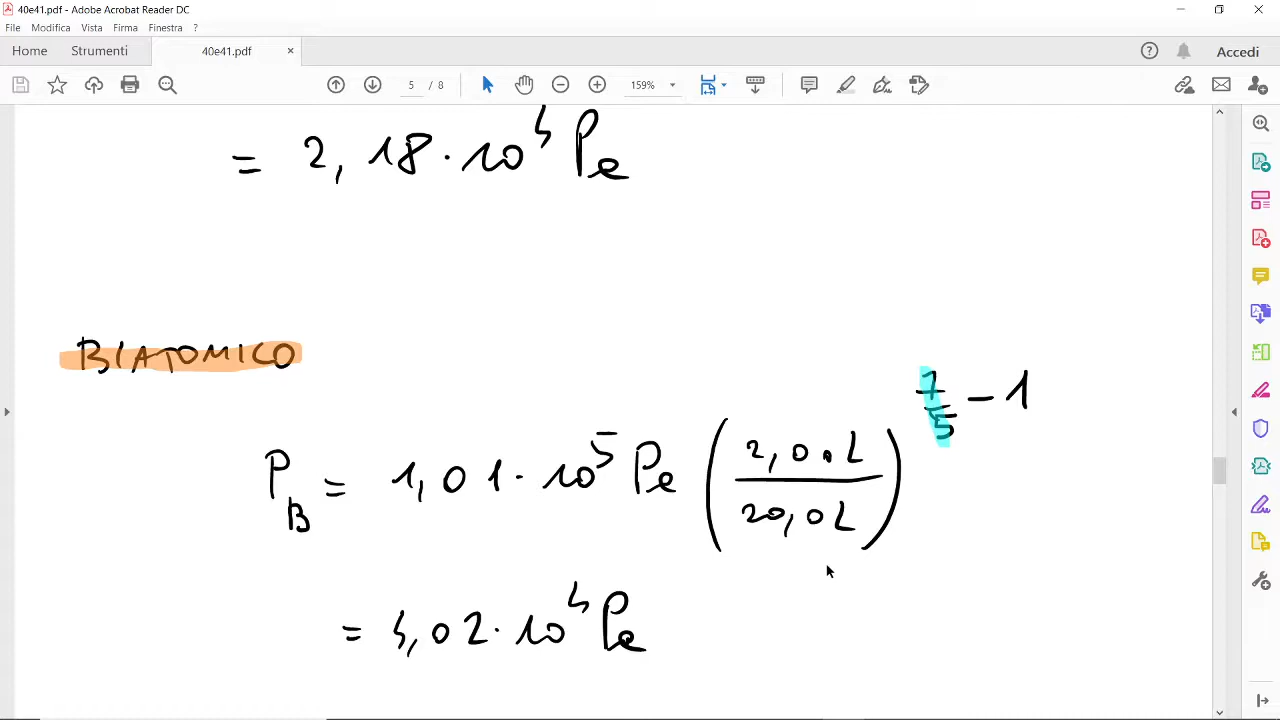 40e41.pdf - Adobe Acrobat Reader DC
File Modifica Vista Firma Finestra ?
Home Strumenti 40e41.pdf × Accedi
5 / 8 159%
= 2,18 · 10⁴ Pa
BIATOMICO
P_B = 1,01 · 10⁵ Pa (2,0 L / 20,0 L)^(7/5 - 1)
= 4,02 · 10⁴ Pa